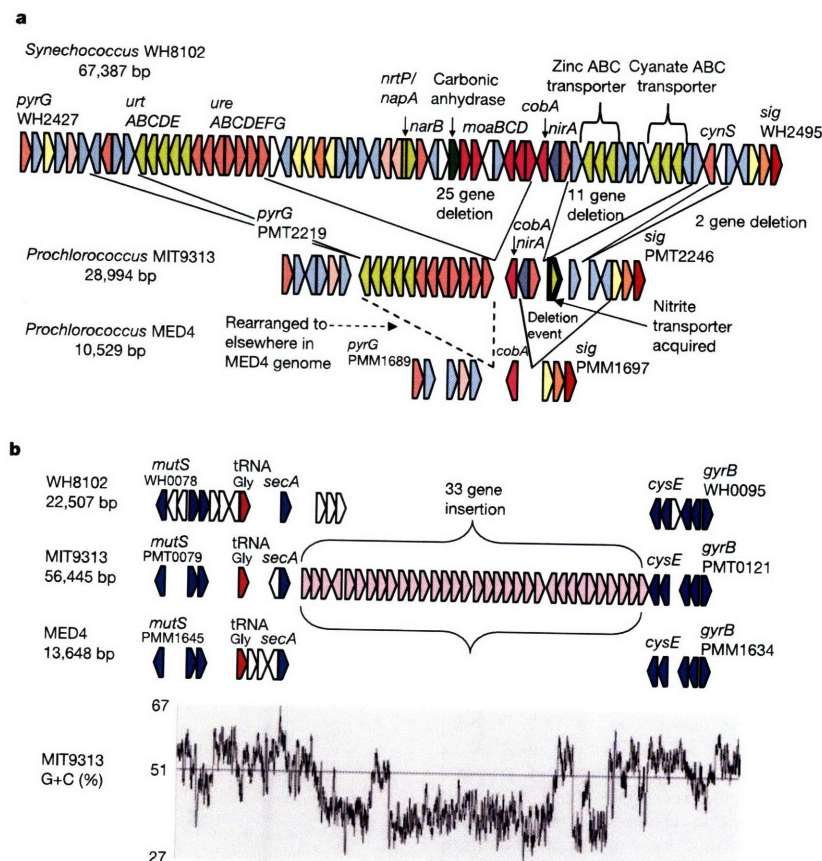 a
Synechococcus WH8102
67,387 bp
pyrG
WH2427
urt
ABCDE
ure
ABCDEFG
nrtP/
napA
Carbonic
anhydrase
narB
moaBCD
cobA
nirA
Zinc ABC
transporter
Cyanate ABC
transporter
cynS
sig
WH2495
25 gene
deletion
11 gene
deletion
2 gene deletion
Prochlorococcus MIT9313
28,994 bp
pyrG
PMT2219
cobA
nirA
sig
PMT2246
Nitrite
transporter
acquired
Deletion
event
Rearranged to
elsewhere in
MED4 genome
Prochlorococcus MED4
10,529 bp
pyrG
PMM1689
cobA
sig
PMM1697
b
WH8102
22,507 bp
mutS
WH0078
tRNA
Gly
secA
33 gene
insertion
cysE
gyrB
WH0095
MIT9313
56,445 bp
mutS
PMT0079
tRNA
Gly
secA
cysE
gyrB
PMT0121
MED4
13,648 bp
mutS
PMM1645
tRNA
Gly
secA
cysE
gyrB
PMM1634
MIT9313
G+C (%)
67
51
27